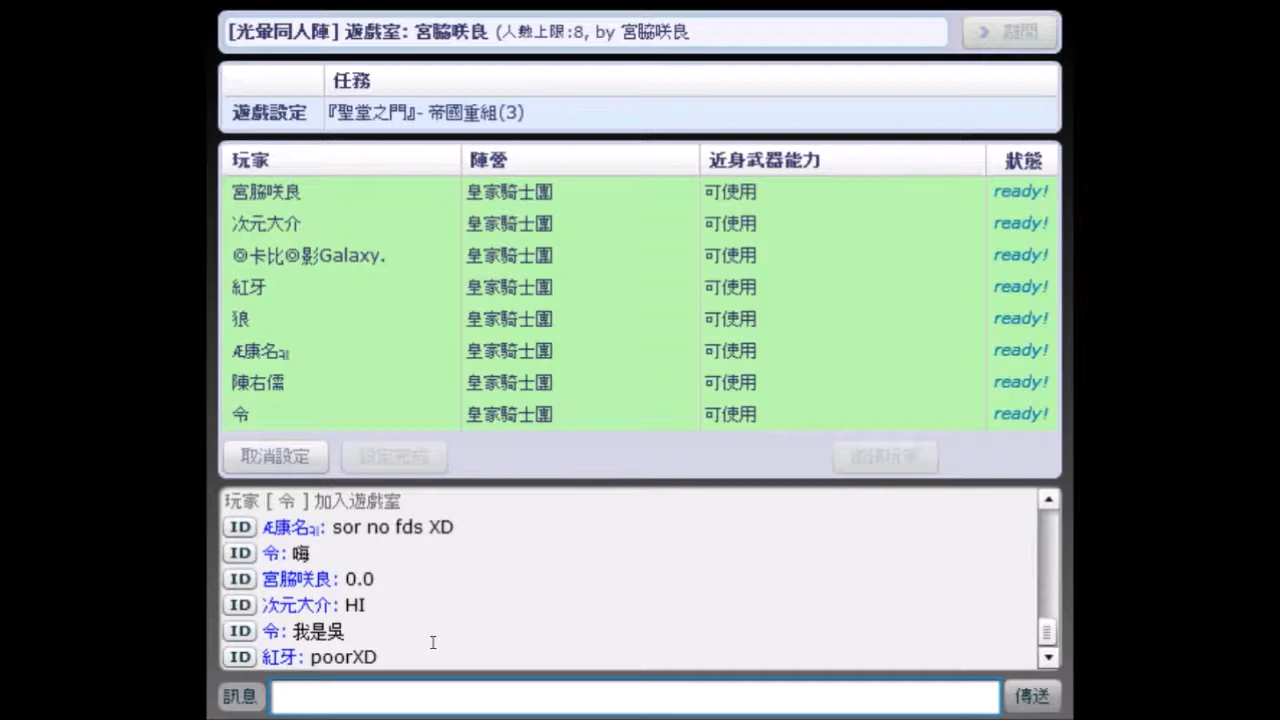 [光暈同人陣] 遊戲室: 宮脇咲良 (人數上限:8, by 宮脇咲良
離開
任務
遊戲設定 『聖堂之門』- 帝國重組(3)
玩家 陣營 近身武器能力 狀態
宮脇咲良 皇家騎士團 可使用 ready!
次元大介 皇家騎士團 可使用 ready!
◎卡比◎影Galaxy. 皇家騎士團 可使用 ready!
紅牙 皇家騎士團 可使用 ready!
狼 皇家騎士團 可使用 ready!
Æ康名 皇家騎士團 可使用 ready!
陳右儒 皇家騎士團 可使用 ready!
令 皇家騎士團 可使用 ready!
取消設定 設定完成 邀請玩家
玩家 [ 令 ] 加入遊戲室
ID Æ康名: sor no fds XD
ID 令: 嗨
ID 宮脇咲良: 0.0
ID 次元大介: HI
ID 令: 我是吳
ID 紅牙: poorXD
訊息 傳送